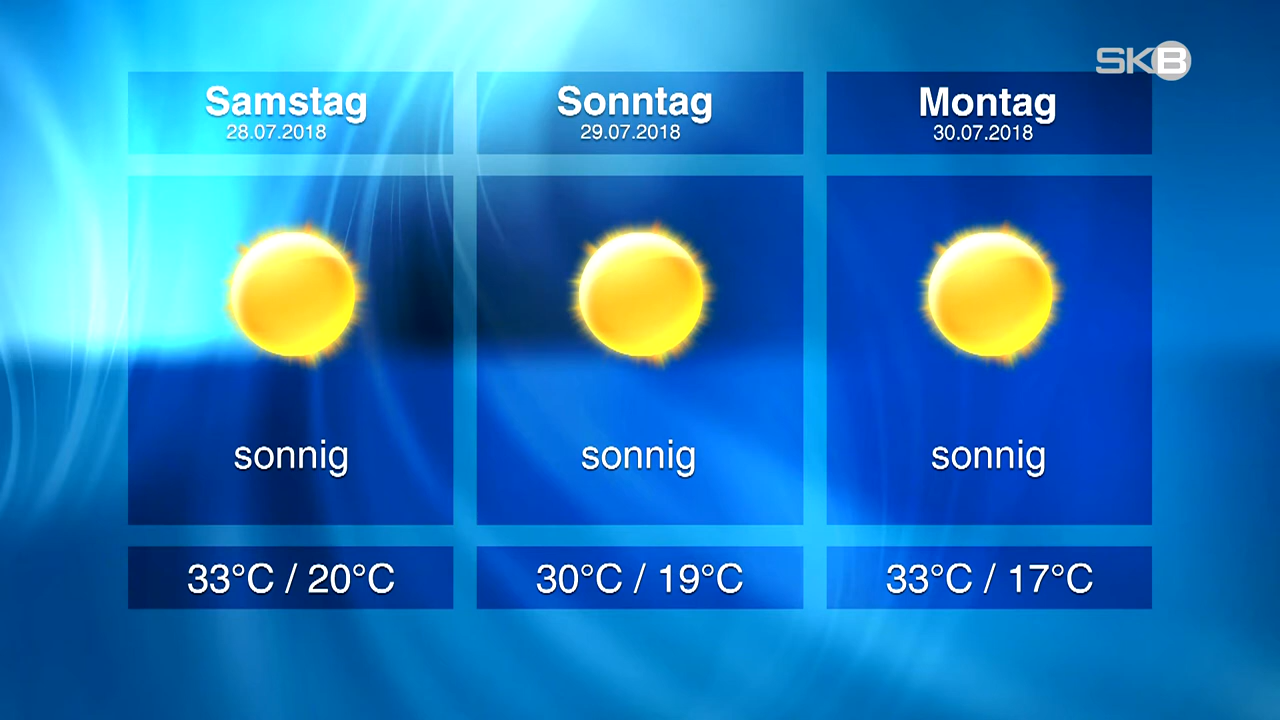 SKB
Samstag
28.07.2018
Sonntag
29.07.2018
Montag
30.07.2018
sonnig
sonnig
sonnig
33°C / 20°C
30°C / 19°C
33°C / 17°C